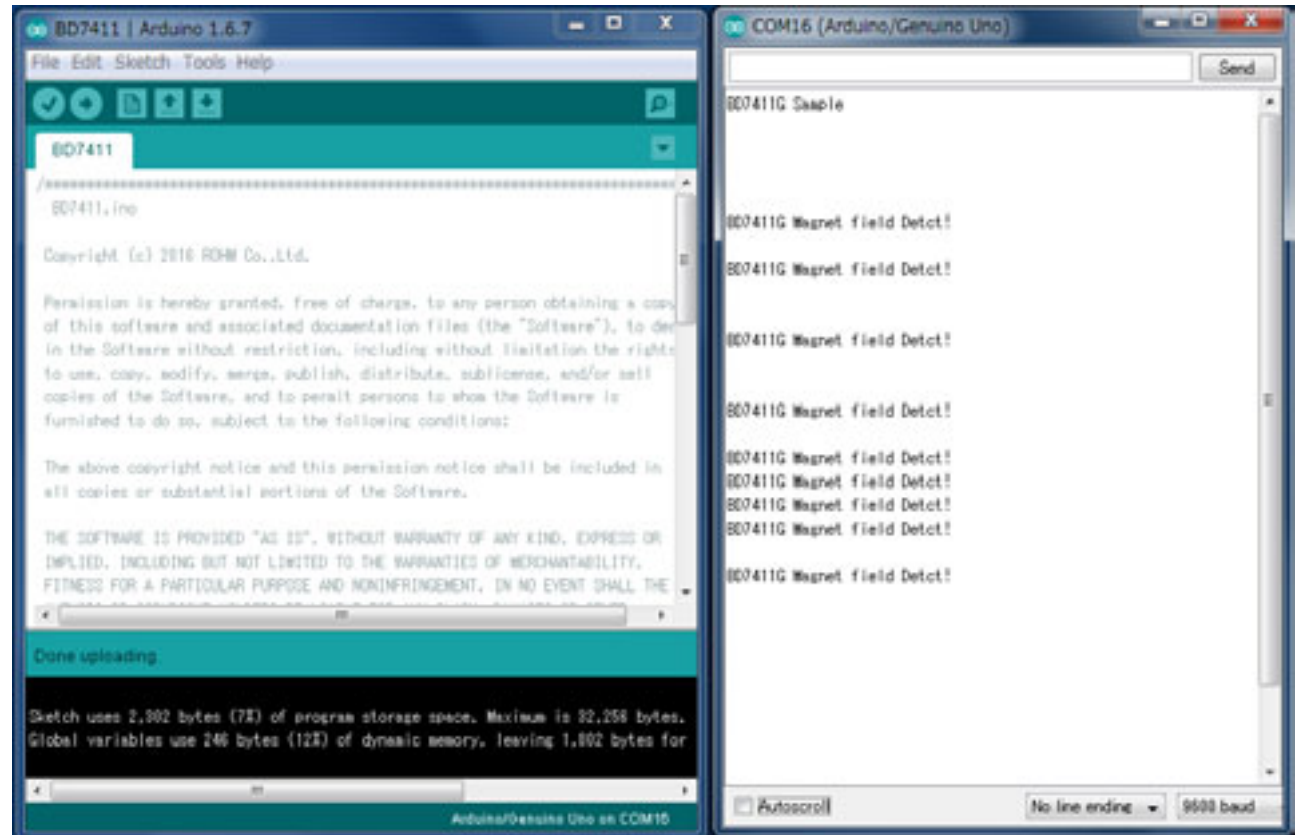 BD7411 | Arduino 1.6.7
File Edit Sketch Tools Help
BD7411
/************************************************************************
BD7411.ino
Copyright (c) 2016 ROHM Co.,Ltd.
Permission is hereby granted, free of charge, to any person obtaining a copy
of this software and associated documentation files (the "Software"), to dea
in the Software without restriction, including without limitation the rights
to use, copy, modify, merge, publish, distribute, sublicense, and/or sell
copies of the Software, and to permit persons to whom the Software is
furnished to do so, subject to the following conditions:
The above copyright notice and this permission notice shall be included in
all copies or substantial portions of the Software.
THE SOFTWARE IS PROVIDED "AS IS", WITHOUT WARRANTY OF ANY KIND, EXPRESS OR
IMPLIED, INCLUDING BUT NOT LIMITED TO THE WARRANTIES OF MERCHANTABILITY,
FITNESS FOR A PARTICULAR PURPOSE AND NONINFRINGEMENT. IN NO EVENT SHALL THE
Done uploading.
Sketch uses 2,302 bytes (7%) of program storage space. Maximum is 32,256 bytes.
Global variables use 246 bytes (12%) of dynamic memory, leaving 1,802 bytes for
Arduino/Genuino Uno on COM16
COM16 (Arduino/Genuino Uno)
Send
BD7411G Sample
BD7411G Magnet field Detct!
BD7411G Magnet field Detct!
BD7411G Magnet field Detct!
BD7411G Magnet field Detct!
BD7411G Magnet field Detct!
BD7411G Magnet field Detct!
BD7411G Magnet field Detct!
BD7411G Magnet field Detct!
BD7411G Magnet field Detct!
Autoscroll
No line ending
9600 baud